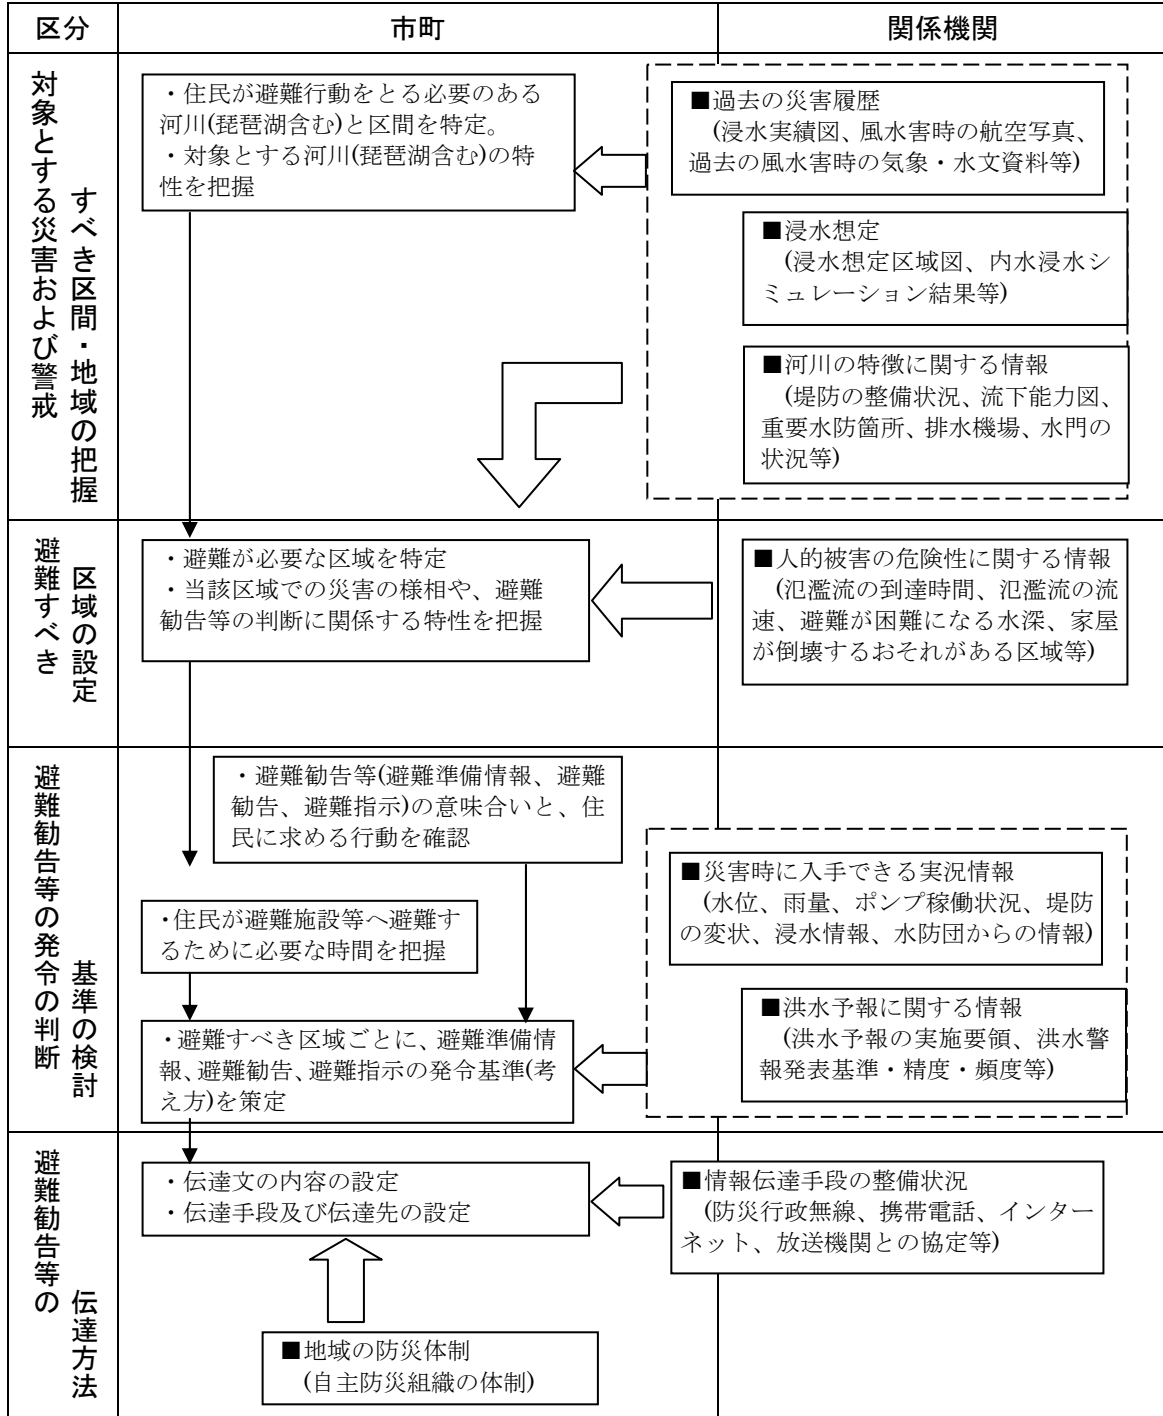 区分
市町
関係機関
対象とする災害および警戒
すべき区間・地域の把握
・住民が避難行動をとる必要のある
河川(琵琶湖含む)と区間を特定。
・対象とする河川(琵琶湖含む)の特
性を把握
■過去の災害履歴
(浸水実績図、風水害時の航空写真、
過去の風水害時の気象・水文資料等)
■浸水想定
(浸水想定区域図、内水浸水シ
ミュレーション結果等)
■河川の特徴に関する情報
(堤防の整備状況、流下能力図、
重要水防箇所、排水機場、水門の
状況等)
避難すべき
区域の設定
・避難が必要な区域を特定
・当該区域での災害の様相や、避難
勧告等の判断に関係する特性を把握
■人的被害の危険性に関する情報
(氾濫流の到達時間、氾濫流の流
速、避難が困難になる水深、家屋
が倒壊するおそれがある区域等)
避難勧告等の発令の判断
基準の検討
・避難勧告等(避難準備情報、避難
勧告、避難指示)の意味合いと、住
民に求める行動を確認
・住民が避難施設等へ避難す
るために必要な時間を把握
・避難すべき区域ごとに、避難準備情
報、避難勧告、避難指示の発令基準(考
え方)を策定
■災害時に入手できる実況情報
(水位、雨量、ポンプ稼働状況、堤防
の変状、浸水情報、水防団からの情報)
■洪水予報に関する情報
(洪水予報の実施要領、洪水警
報発表基準・精度・頻度等)
避難勧告等の
伝達方法
・伝達文の内容の設定
・伝達手段及び伝達先の設定
■情報伝達手段の整備状況
(防災行政無線、携帯電話、インター
ネット、放送機関との協定等)
■地域の防災体制
(自主防災組織の体制)